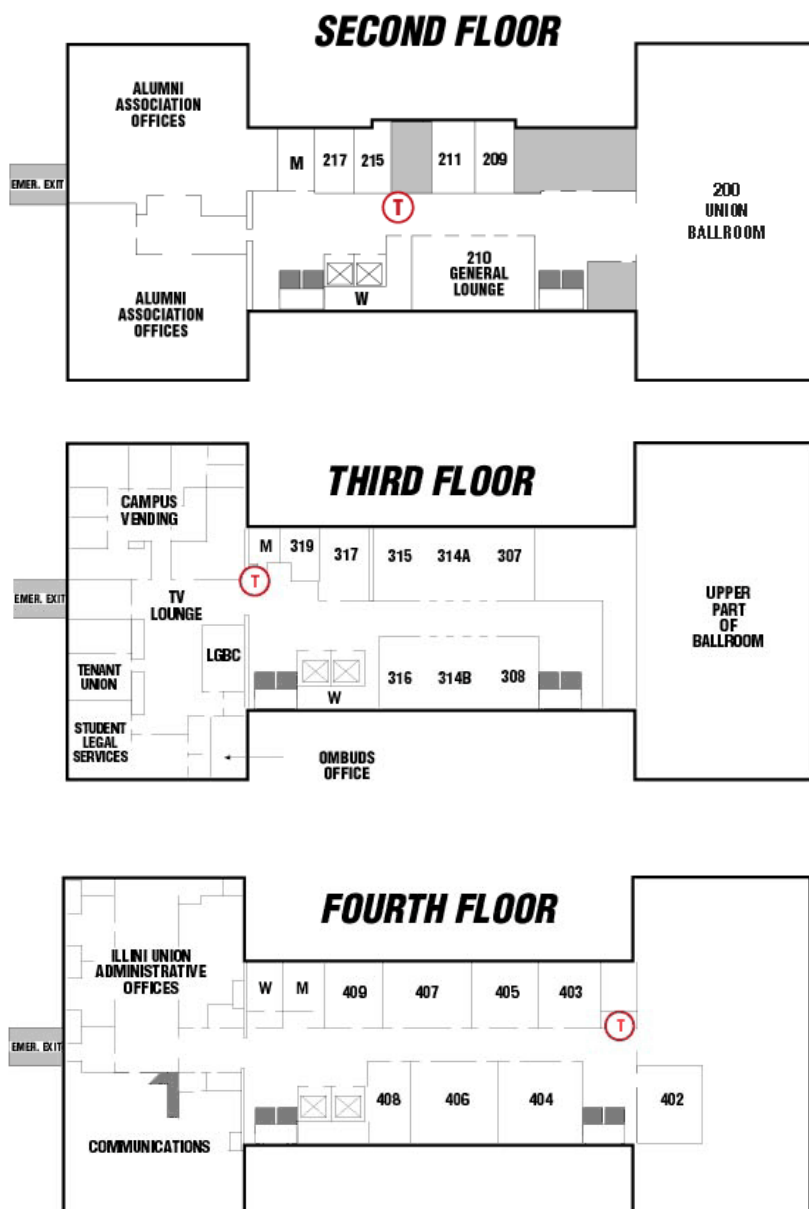 SECOND FLOOR
ALUMNI
ASSOCIATION
OFFICES
M
217
215
211
209
EMER. EXIT
T
200
UNION
BALLROOM
210
GENERAL
LOUNGE
W
ALUMNI
ASSOCIATION
OFFICES
THIRD FLOOR
CAMPUS
VENDING
M
319
317
315
314A
307
T
EMER. EXIT
TV
LOUNGE
UPPER
PART
OF
BALLROOM
LGBC
TENANT
UNION
W
316
314B
308
STUDENT
LEGAL
SERVICES
OMBUDS
OFFICE
FOURTH FLOOR
ILLINI UNION
ADMINISTRATIVE
OFFICES
W
M
409
407
405
403
T
EMER. EXIT
408
406
404
402
COMMUNICATIONS